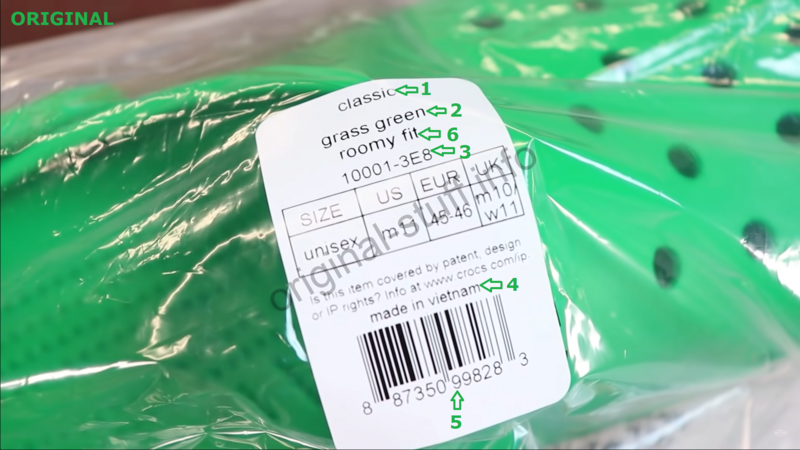 ORIGINAL
classic 1
grass green 2
roomy fit 6
10001-3E8 3
SIZE US EUR UK
unisex m11 45-46 m10/
w11
original-stuff.info
is this item covered by patent, design
or IP rights? Info at www.crocs.com/ip
made in vietnam 4
8 87350 99828 3
5